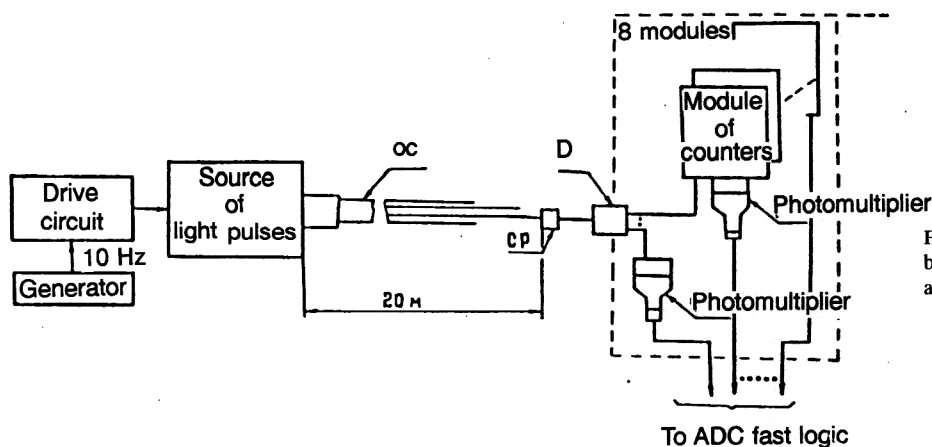 8 modules
Module
of
counters
oc
D
Source
of
light pulses
Drive
circuit
Photomultiplier
CP
10 Hz
Generator
20 м
Photomultiplier
F
b
a
To ADC fast logic